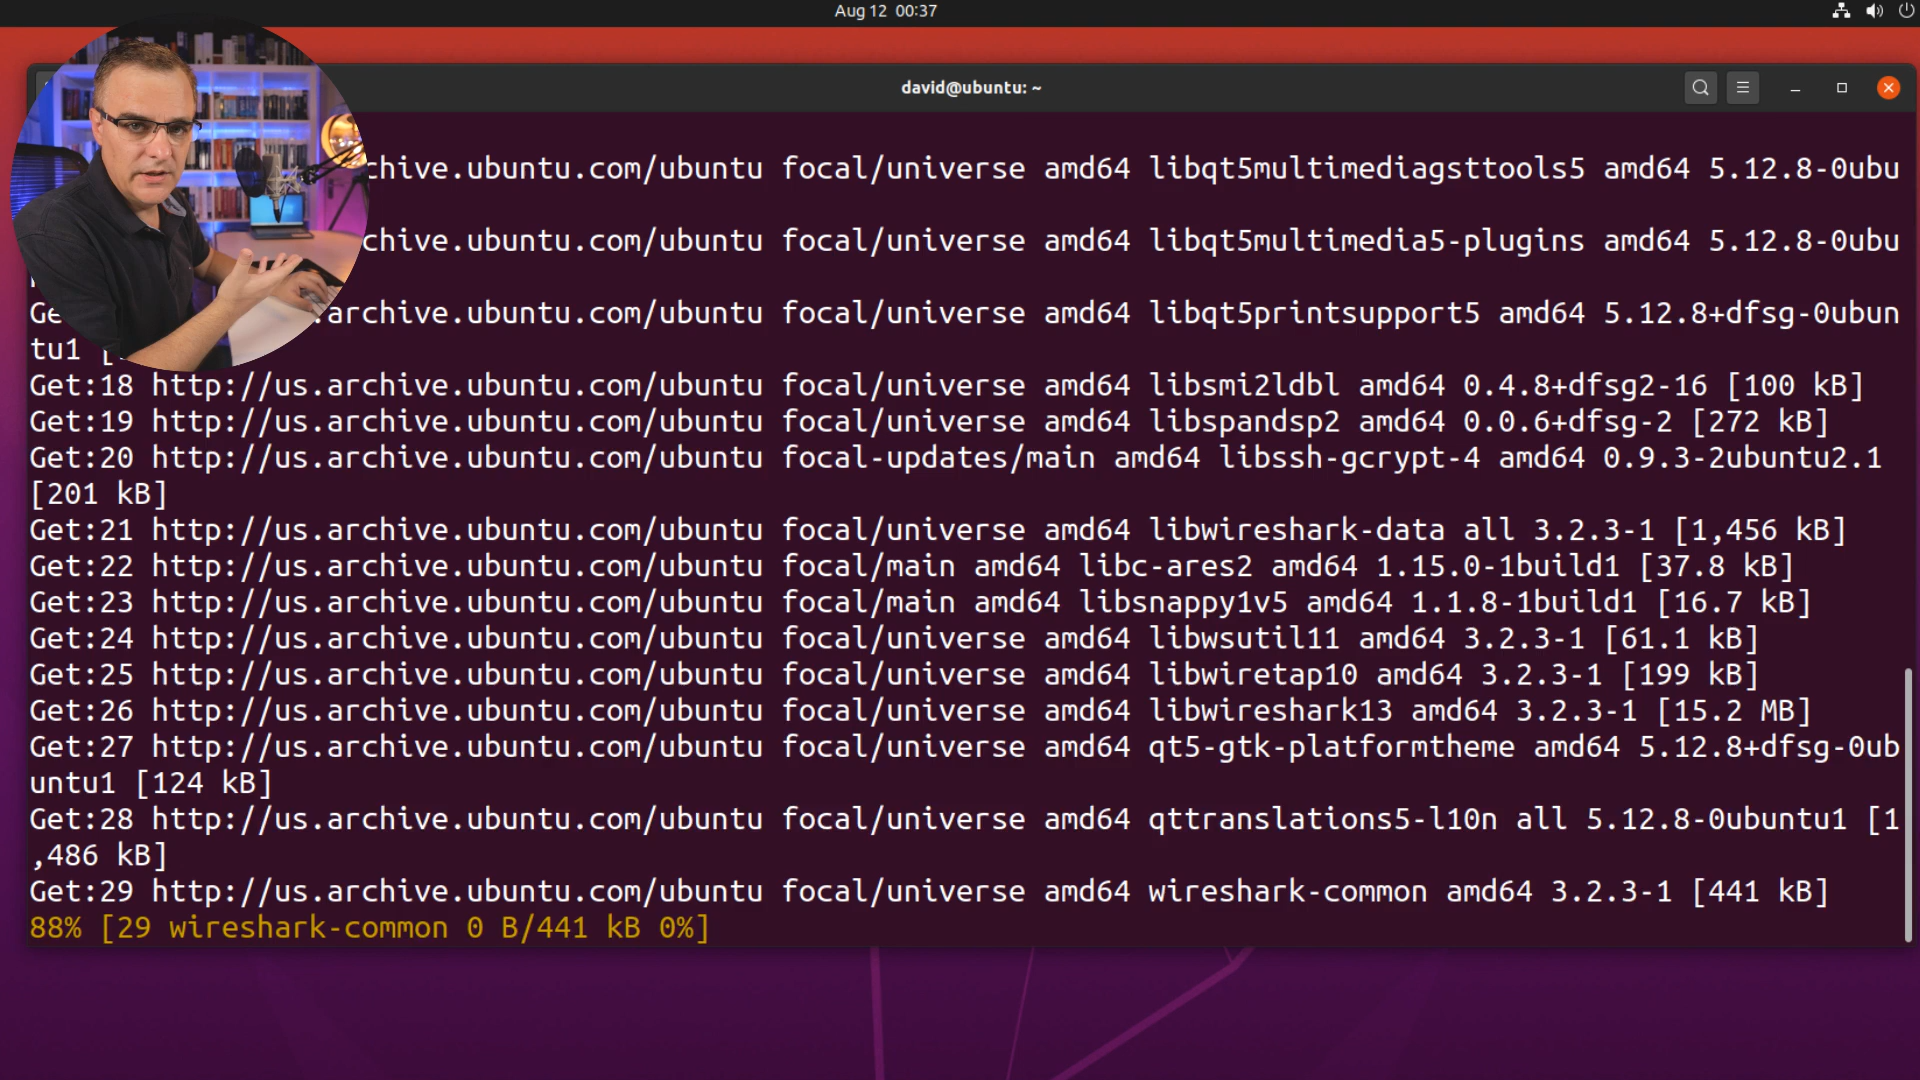 Aug 12 00:37
david@ubuntu: ~
chive.ubuntu.com/ubuntu focal/universe amd64 libqt5multimediagsttools5 amd64 5.12.8-0ubu
chive.ubuntu.com/ubuntu focal/universe amd64 libqt5multimedia5-plugins amd64 5.12.8-0ubu
Ge .archive.ubuntu.com/ubuntu focal/universe amd64 libqt5printsupport5 amd64 5.12.8+dfsg-0ubun
tu1 [
Get:18 http://us.archive.ubuntu.com/ubuntu focal/universe amd64 libsmi2ldbl amd64 0.4.8+dfsg2-16 [100 kB]
Get:19 http://us.archive.ubuntu.com/ubuntu focal/universe amd64 libspandsp2 amd64 0.0.6+dfsg-2 [272 kB]
Get:20 http://us.archive.ubuntu.com/ubuntu focal-updates/main amd64 libssh-gcrypt-4 amd64 0.9.3-2ubuntu2.1
[201 kB]
Get:21 http://us.archive.ubuntu.com/ubuntu focal/universe amd64 libwireshark-data all 3.2.3-1 [1,456 kB]
Get:22 http://us.archive.ubuntu.com/ubuntu focal/main amd64 libc-ares2 amd64 1.15.0-1build1 [37.8 kB]
Get:23 http://us.archive.ubuntu.com/ubuntu focal/main amd64 libsnappy1v5 amd64 1.1.8-1build1 [16.7 kB]
Get:24 http://us.archive.ubuntu.com/ubuntu focal/universe amd64 libwsutil11 amd64 3.2.3-1 [61.1 kB]
Get:25 http://us.archive.ubuntu.com/ubuntu focal/universe amd64 libwiretap10 amd64 3.2.3-1 [199 kB]
Get:26 http://us.archive.ubuntu.com/ubuntu focal/universe amd64 libwireshark13 amd64 3.2.3-1 [15.2 MB]
Get:27 http://us.archive.ubuntu.com/ubuntu focal/universe amd64 qt5-gtk-platformtheme amd64 5.12.8+dfsg-0ub
untu1 [124 kB]
Get:28 http://us.archive.ubuntu.com/ubuntu focal/universe amd64 qttranslations5-l10n all 5.12.8-0ubuntu1 [1
,486 kB]
Get:29 http://us.archive.ubuntu.com/ubuntu focal/universe amd64 wireshark-common amd64 3.2.3-1 [441 kB]
88% [29 wireshark-common 0 B/441 kB 0%]